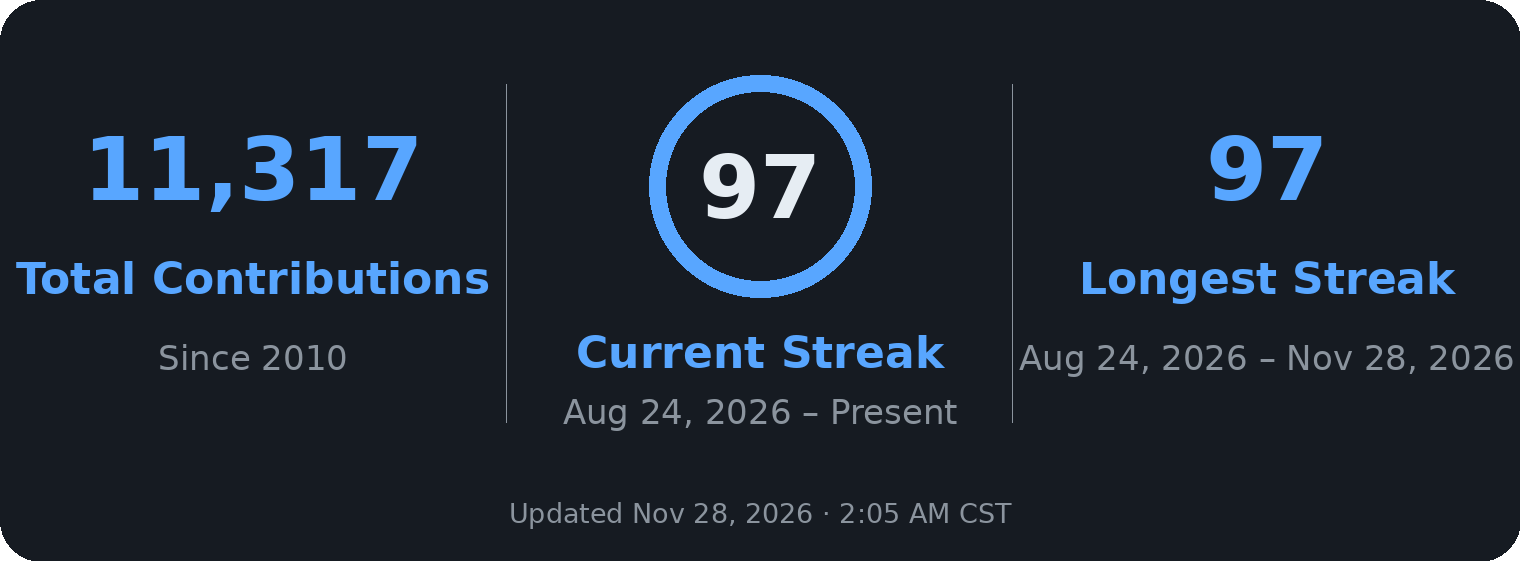 11,317
Total Contributions
Since 2010
97
Current Streak
Aug 24, 2026 – Present
97
Longest Streak
Aug 24, 2026 – Nov 28, 2026
Updated Nov 28, 2026 · 2:05 AM CST